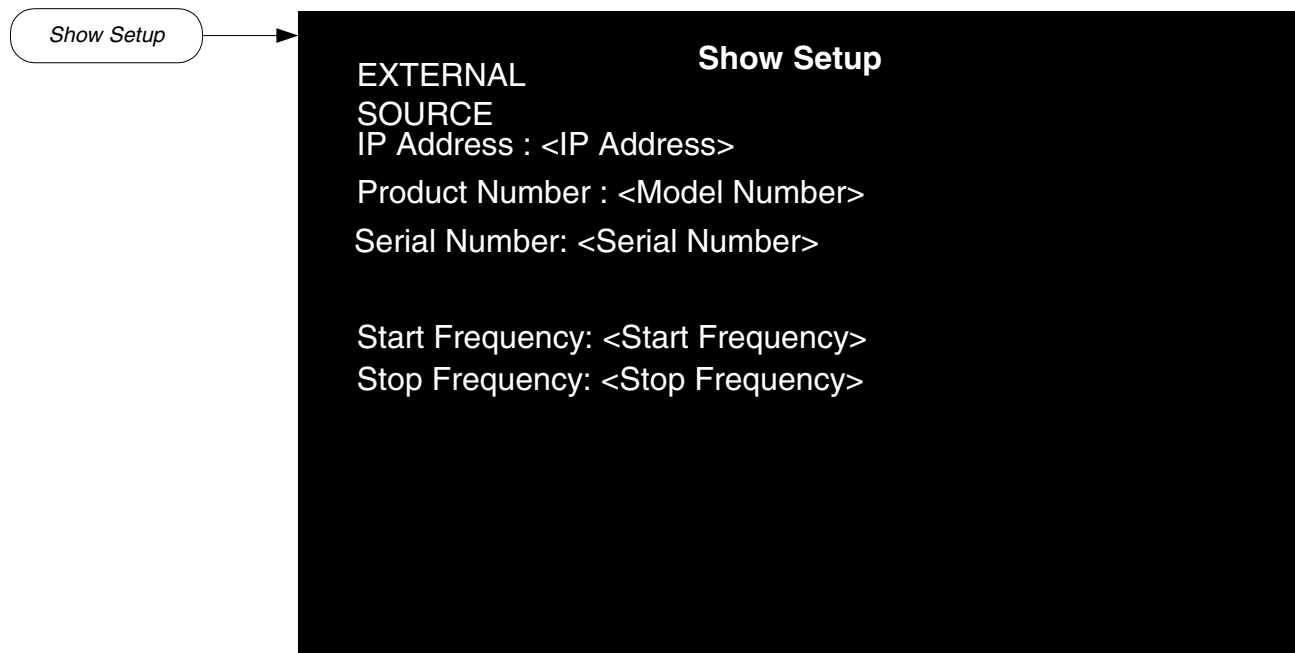 Show Setup
Show Setup
EXTERNAL
SOURCE
IP Address : <IP Address>
Product Number : <Model Number>
Serial Number: <Serial Number>
Start Frequency: <Start Frequency>
Stop Frequency: <Stop Frequency>